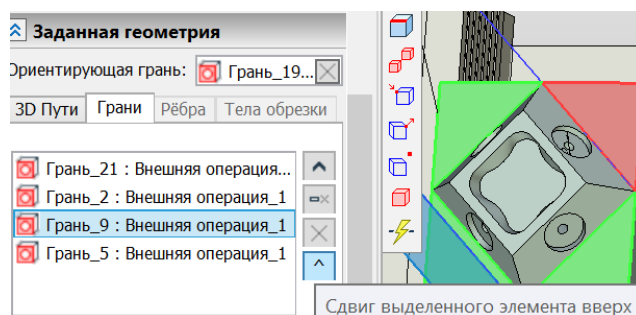 Заданная геометрия
Ориентирующая грань: Грань_19...
3D Пути Грани Рёбра Тела обрезки
Грань_21 : Внешняя операция...
Грань_2 : Внешняя операция_1
Грань_9 : Внешняя операция_1
Грань_5 : Внешняя операция_1
Сдвиг выделенного элемента вверх